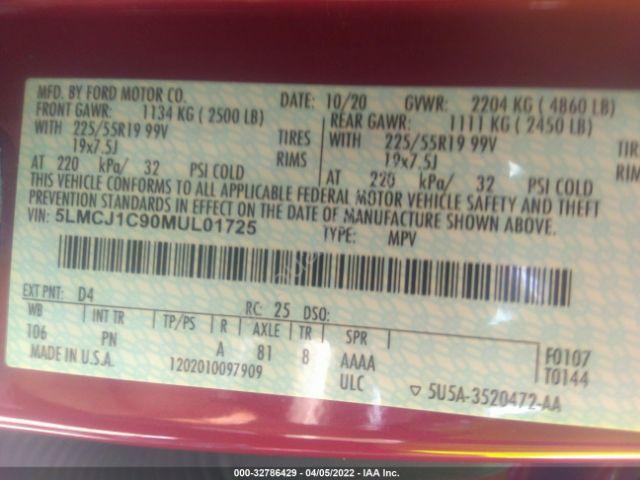 MFD. BY FORD MOTOR CO.
DATE: 10/20 GVWR: 2204 KG ( 4860 LB)
FRONT GAWR: 1134 KG ( 2500 LB)
WITH 225/55R19 99V TIRES
19x7.5J RIMS
AT 220 kPa/ 32 PSI COLD
REAR GAWR: 1111 KG ( 2450 LB)
WITH 225/55R19 99V
19x7.5J
AT 220 kPa/ 32 PSI COLD
THIS VEHICLE CONFORMS TO ALL APPLICABLE FEDERAL MOTOR VEHICLE SAFETY AND THEFT
PREVENTION STANDARDS IN EFFECT ON THE DATE OF MANUFACTURE SHOWN ABOVE.
VIN: 5LMCJ1C90MUL01725 TYPE: MPV
EXT PNT: D4 RC: 25 DSO:
WB INT TR TP/PS R AXLE TR SPR
106 PN A 81 8 AAAA F0107
MADE IN U.S.A. 1202010097909 ULC T0144
5U5A-3520472-AA
000-32786429 - 04/05/2022 - IAA Inc.